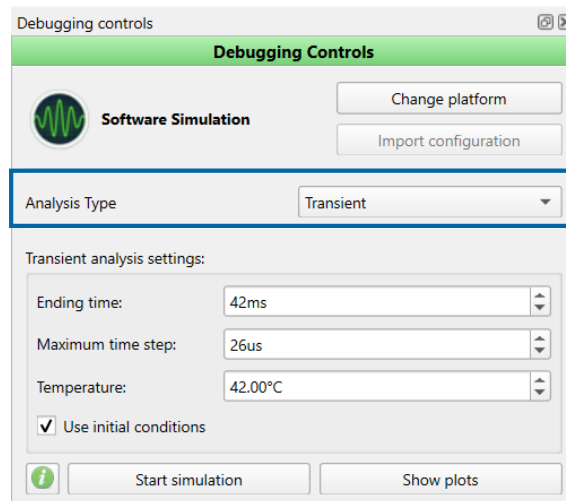 Debugging controls
Debugging Controls
Software Simulation
Change platform
Import configuration
Analysis Type
Transient
Transient analysis settings:
Ending time:
42ms
Maximum time step:
26us
Temperature:
42.00°C
Use initial conditions
Start simulation
Show plots